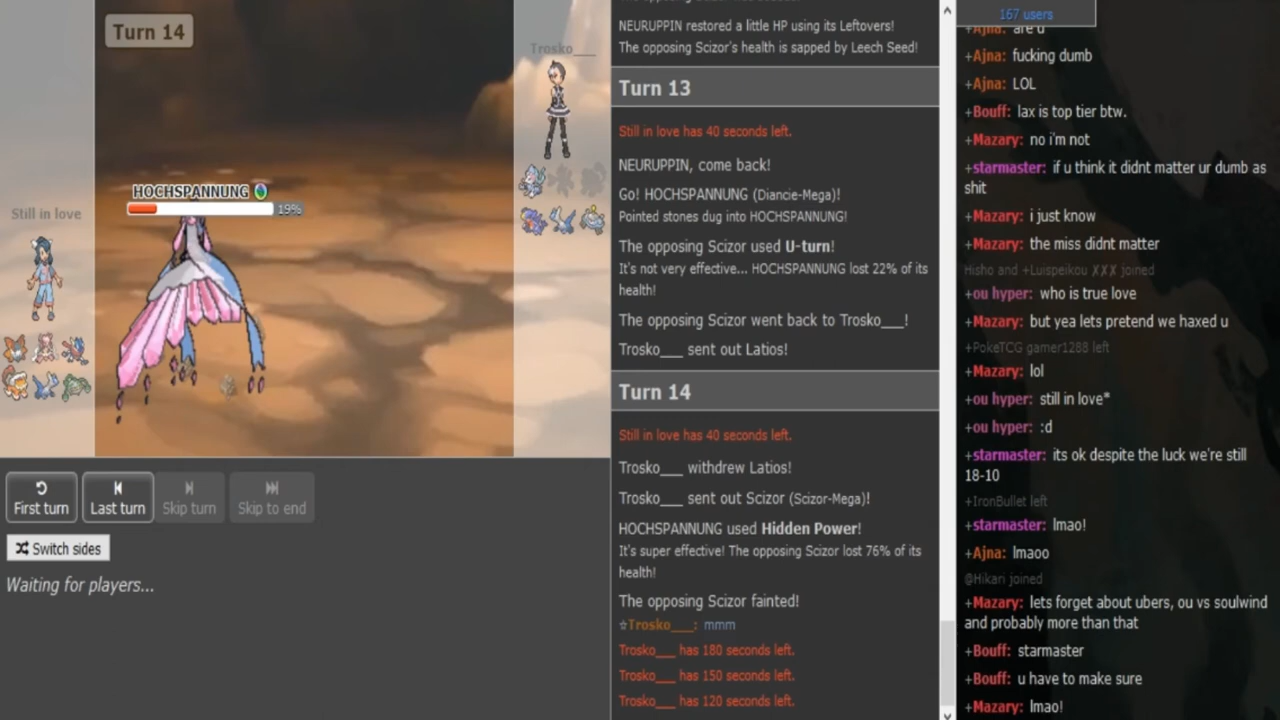 Turn 14
Trosko___
HOCHSPANNUNG
19%
Still in love
First turn
Last turn
Skip turn
Skip to end
Switch sides
Waiting for players...
NEURUPPIN restored a little HP using its Leftovers!
The opposing Scizor's health is sapped by Leech Seed!
Turn 13
Still in love has 40 seconds left.
NEURUPPIN, come back!
Go! HOCHSPANNUNG (Diancie-Mega)!
Pointed stones dug into HOCHSPANNUNG!
The opposing Scizor used U-turn!
It's not very effective... HOCHSPANNUNG lost 22% of its
health!
The opposing Scizor went back to Trosko___!
Trosko___ sent out Latios!
Turn 14
Still in love has 40 seconds left.
Trosko___ withdrew Latios!
Trosko___ sent out Scizor (Scizor-Mega)!
HOCHSPANNUNG used Hidden Power!
It's super effective! The opposing Scizor lost 76% of its
health!
The opposing Scizor fainted!
☆Trosko___: mmm
Trosko___ has 180 seconds left.
Trosko___ has 150 seconds left.
Trosko___ has 120 seconds left.
167 users
+Ajna: are u
+Ajna: fucking dumb
+Ajna: LOL
+Bouff: lax is top tier btw.
+Mazary: no i'm not
+starmaster: if u think it didnt matter ur dumb as
shit
+Mazary: i just know
+Mazary: the miss didnt matter
Hisho and +Luispeikou ✗✗✗ joined
+ou hyper: who is true love
+Mazary: but yea lets pretend we haxed u
+PokeTCG gamer1288 left
+Mazary: lol
+ou hyper: still in love*
+ou hyper: :d
+starmaster: its ok despite the luck we're still
18-10
+IronBullet left
+starmaster: lmao!
+Ajna: lmaoo
@Hikari joined
+Mazary: lets forget about ubers, ou vs soulwind
and probably more than that
+Bouff: starmaster
+Bouff: u have to make sure
+Mazary: lmao!